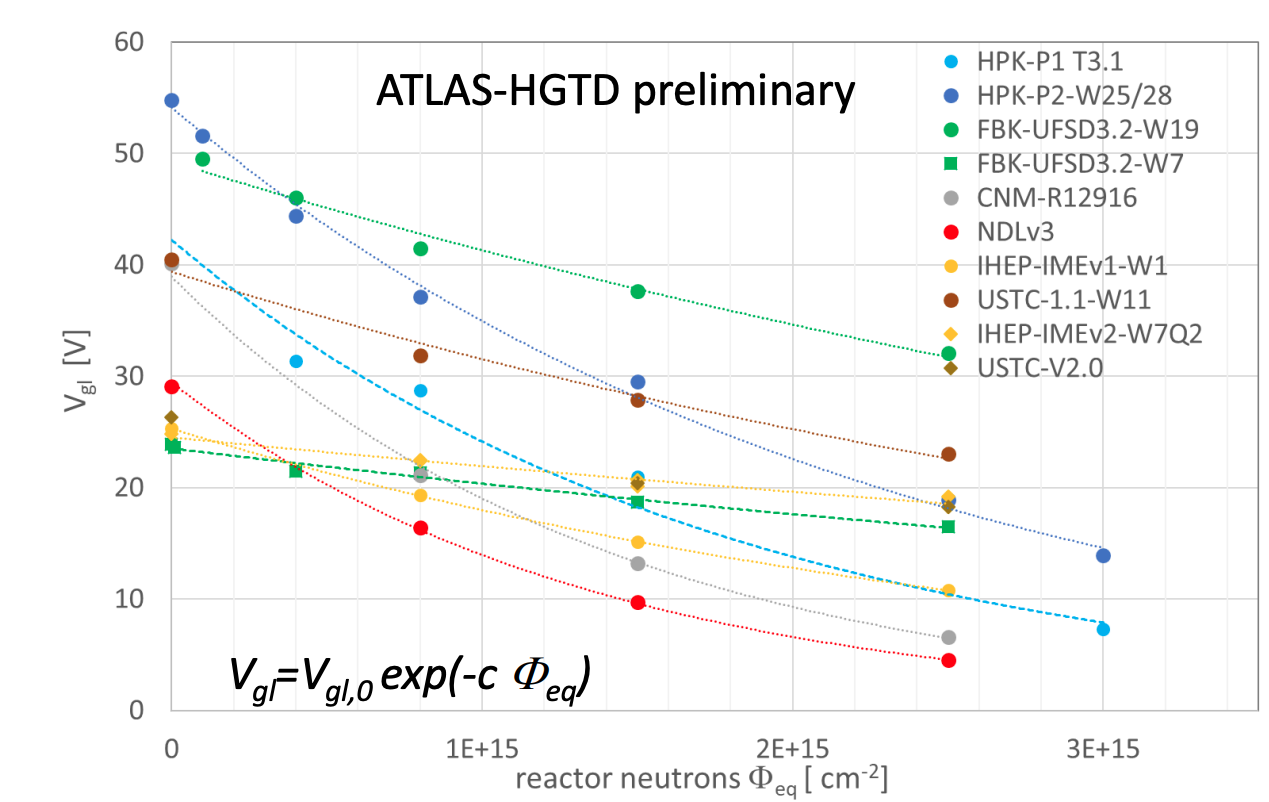 60
50
40
30
20
10
0
V_gl [V]
ATLAS-HGTD preliminary
HPK-P1 T3.1
HPK-P2-W25/28
FBK-UFSD3.2-W19
FBK-UFSD3.2-W7
CNM-R12916
NDLv3
IHEP-IMEv1-W1
USTC-1.1-W11
IHEP-IMEv2-W7Q2
USTC-V2.0
V_gl=V_gl,0 exp(-c Φ_eq)
0 1E+15 2E+15 3E+15
reactor neutrons Φ_eq [ cm^-2]